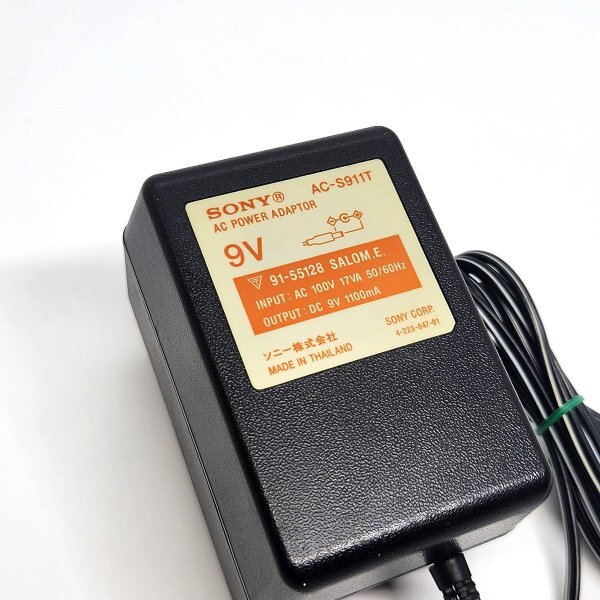 SONY® AC-S911T
AC POWER ADAPTOR
9V
91-55128 SALOM.E.
INPUT: AC 100V 17VA 50/60Hz
OUTPUT: DC 9V 1100mA
ソニー株式会社 SONY CORP.
MADE IN THAILAND 4-223-647-01